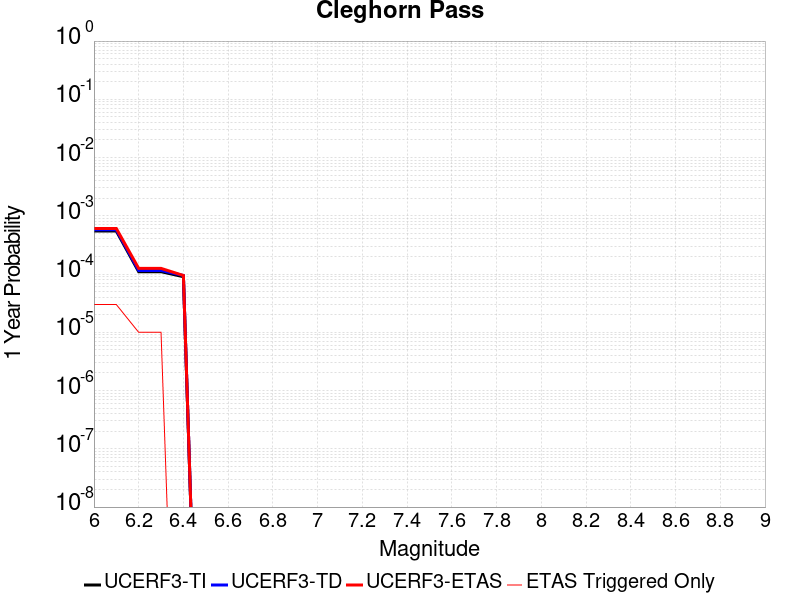 Cleghorn Pass
1 Year Probability
10^0
10^-1
10^-2
10^-3
10^-4
10^-5
10^-6
10^-7
10^-8
6 6.2 6.4 6.6 6.8 7 7.2 7.4 7.6 7.8 8 8.2 8.4 8.6 8.8 9
Magnitude
UCERF3-TI UCERF3-TD UCERF3-ETAS ETAS Triggered Only